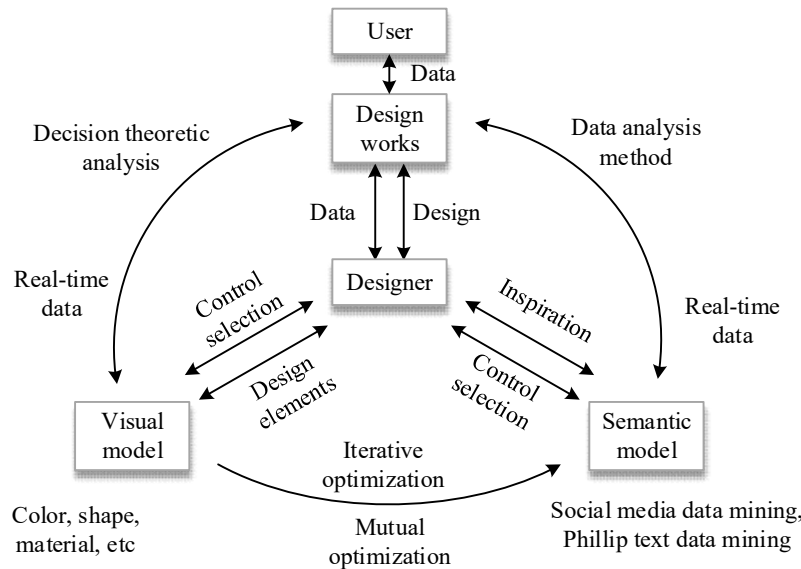 User
Data
Design
works
Decision theoretic
analysis
Data analysis
method
Data
Design
Real-time
data
Designer
Real-time
data
Control
selection
Inspiration
Design
elements
Control
selection
Visual
model
Semantic
model
Iterative
optimization
Mutual
optimization
Color, shape,
material, etc
Social media data mining,
Phillip text data mining